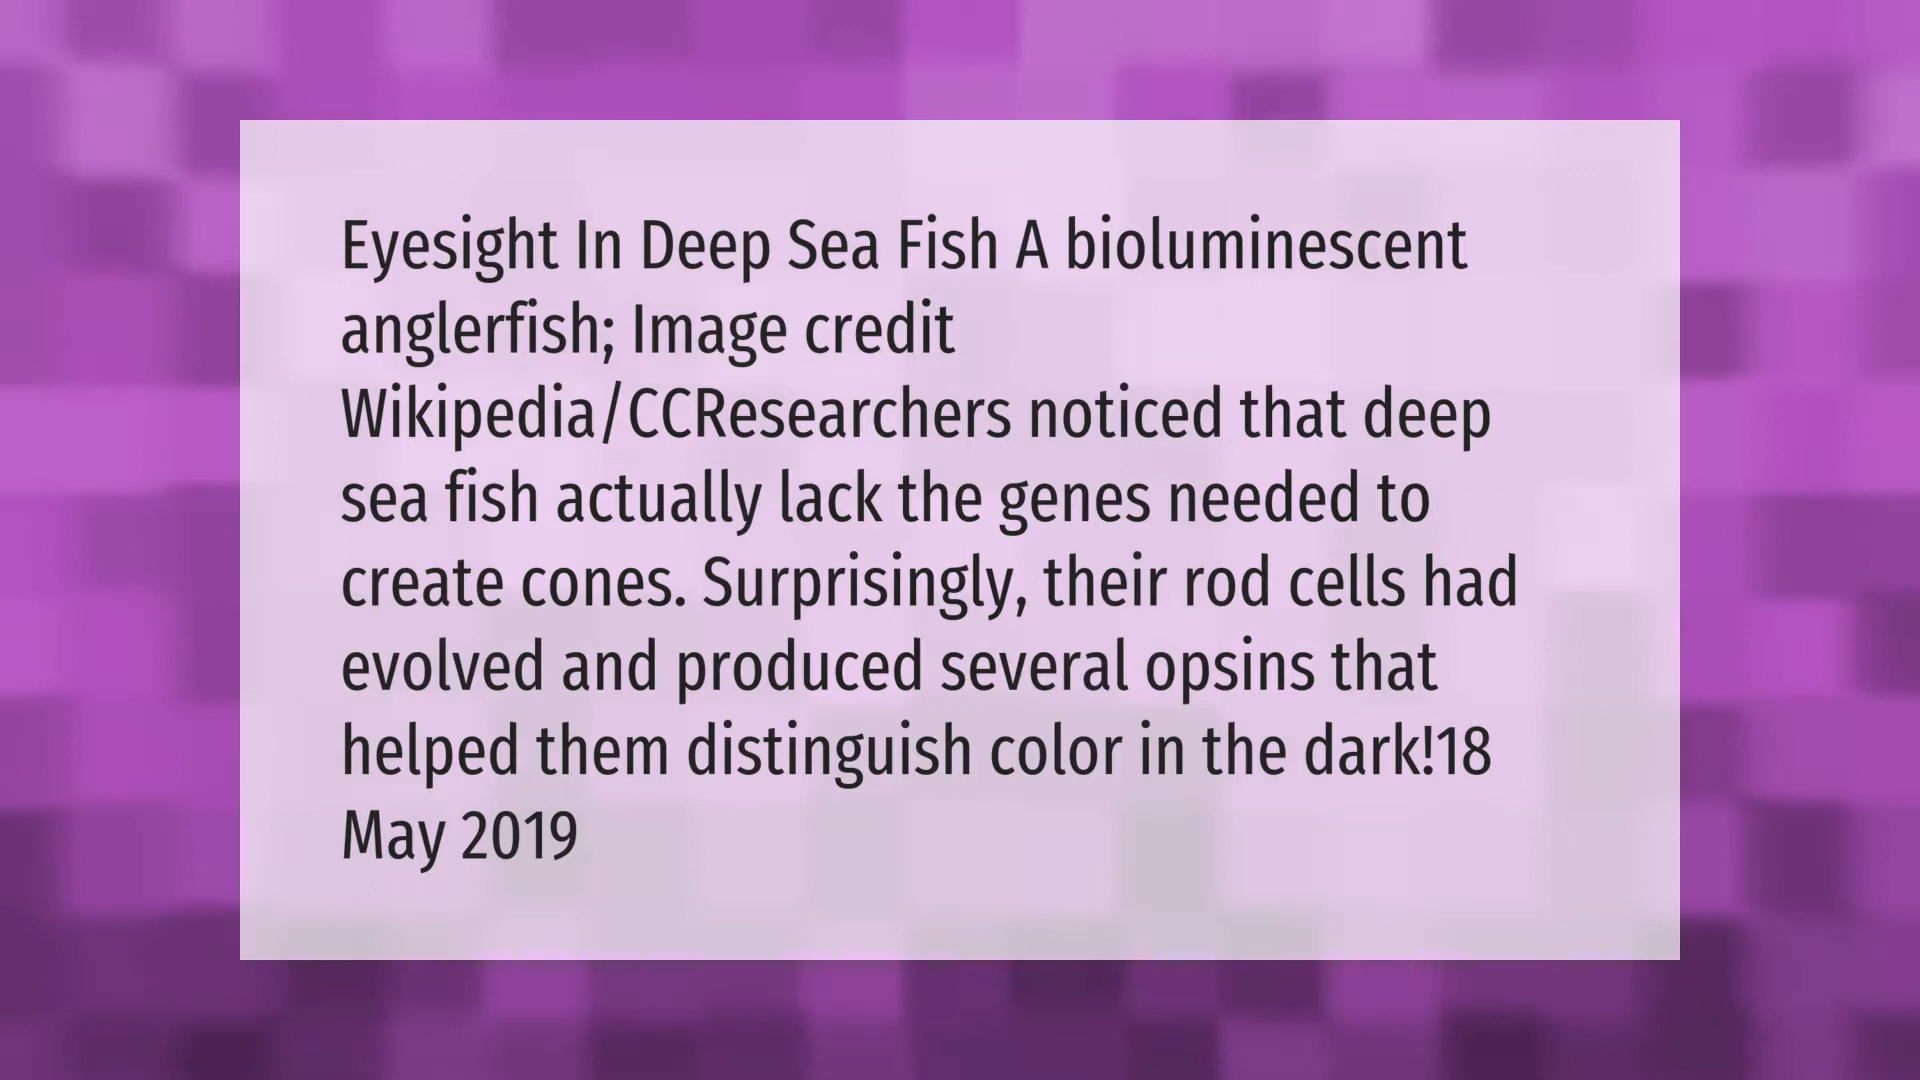 Eyesight In Deep Sea Fish A bioluminescent
anglerfish; Image credit
Wikipedia/CCResearchers noticed that deep
sea fish actually lack the genes needed to
create cones. Surprisingly, their rod cells had
evolved and produced several opsins that
helped them distinguish color in the dark!18
May 2019